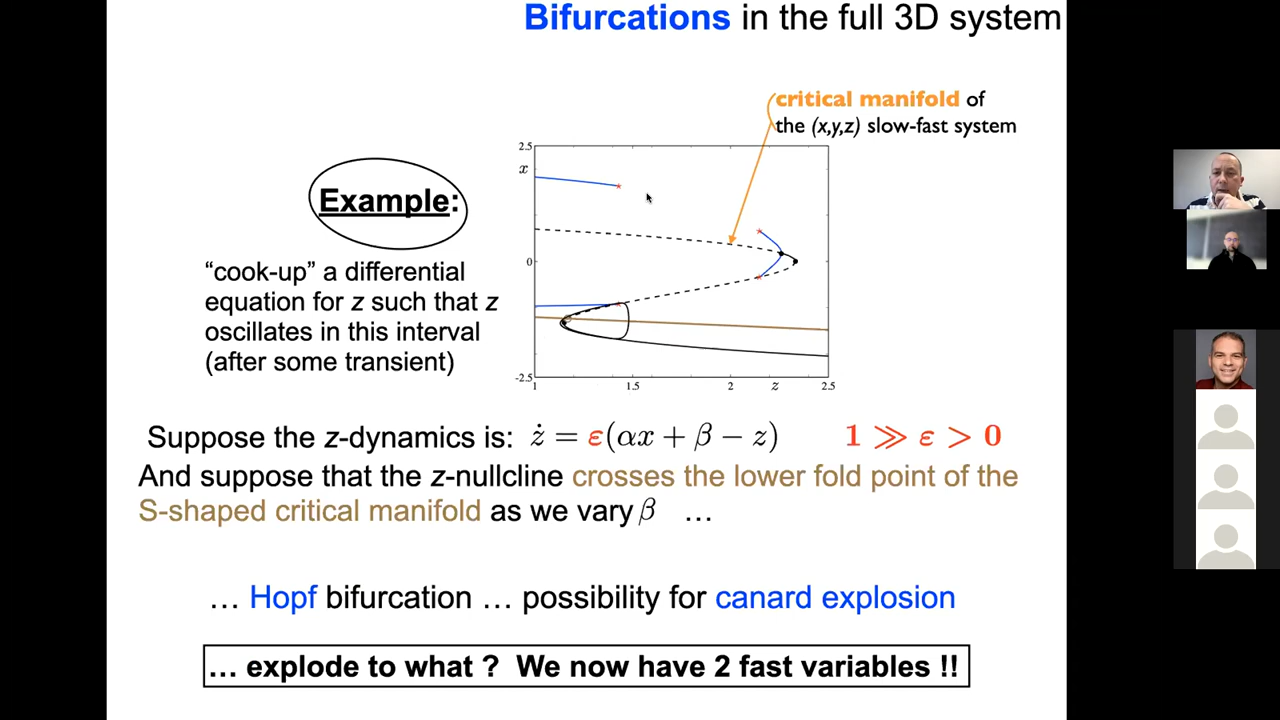 Bifurcations in the full 3D system
critical manifold of
the (x,y,z) slow-fast system
2.5
x
0
-2.5
1
1.5
2
z
2.5
Example:
“cook-up” a differential
equation for z such that z
oscillates in this interval
(after some transient)
Suppose the z-dynamics is: ż = ε(αx + β − z) 1 ≫ ε > 0
And suppose that the z-nullcline crosses the lower fold point of the
S-shaped critical manifold as we vary β …
… Hopf bifurcation … possibility for canard explosion
… explode to what ? We now have 2 fast variables !!